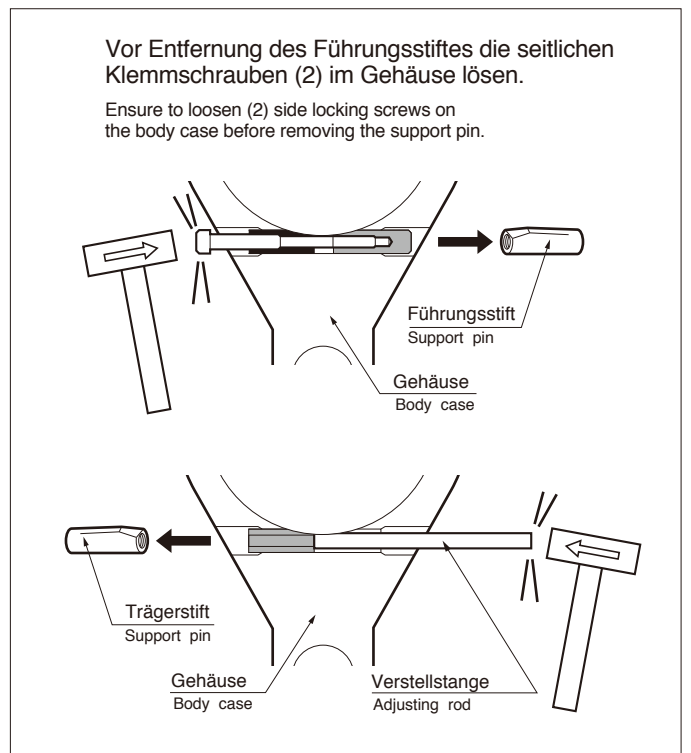 Vor Entfernung des Führungsstiftes die seitlichen
Klemmschrauben (2) im Gehäuse lösen.
Ensure to loosen (2) side locking screws on
the body case before removing the support pin.
Führungsstift
Support pin
Gehäuse
Body case
Trägerstift
Support pin
Gehäuse
Body case
Verstellstange
Adjusting rod